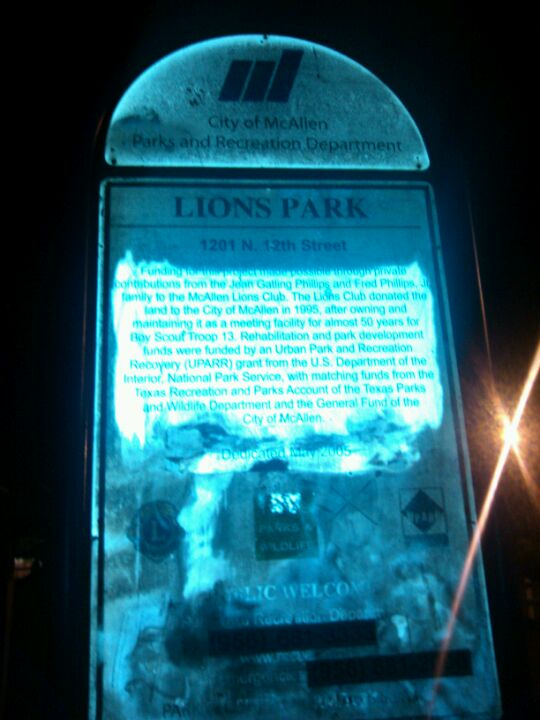 City of McAllen
Parks and Recreation Department
LIONS PARK
1201 N. 12th Street
Funding for this project made possible through private
contributions from the Jean Gatling Phillips and Fred Phillips, Jr.
family to the McAllen Lions Club. The Lions Club donated the
land to the City of McAllen in 1995, after owning and
maintaining it as a meeting facility for almost 50 years for
Boy Scout Troop 13. Rehabilitation and park development
funds were funded by an Urban Park and Recreation
Recovery (UPARR) grant from the U.S. Department of the
Interior, National Park Service, with matching funds from the
Texas Recreation and Parks Account of the Texas Parks
and Wildlife Department and the General Fund of the
City of McAllen.
Dedicated May 2005
PARKS
WILDLIFE